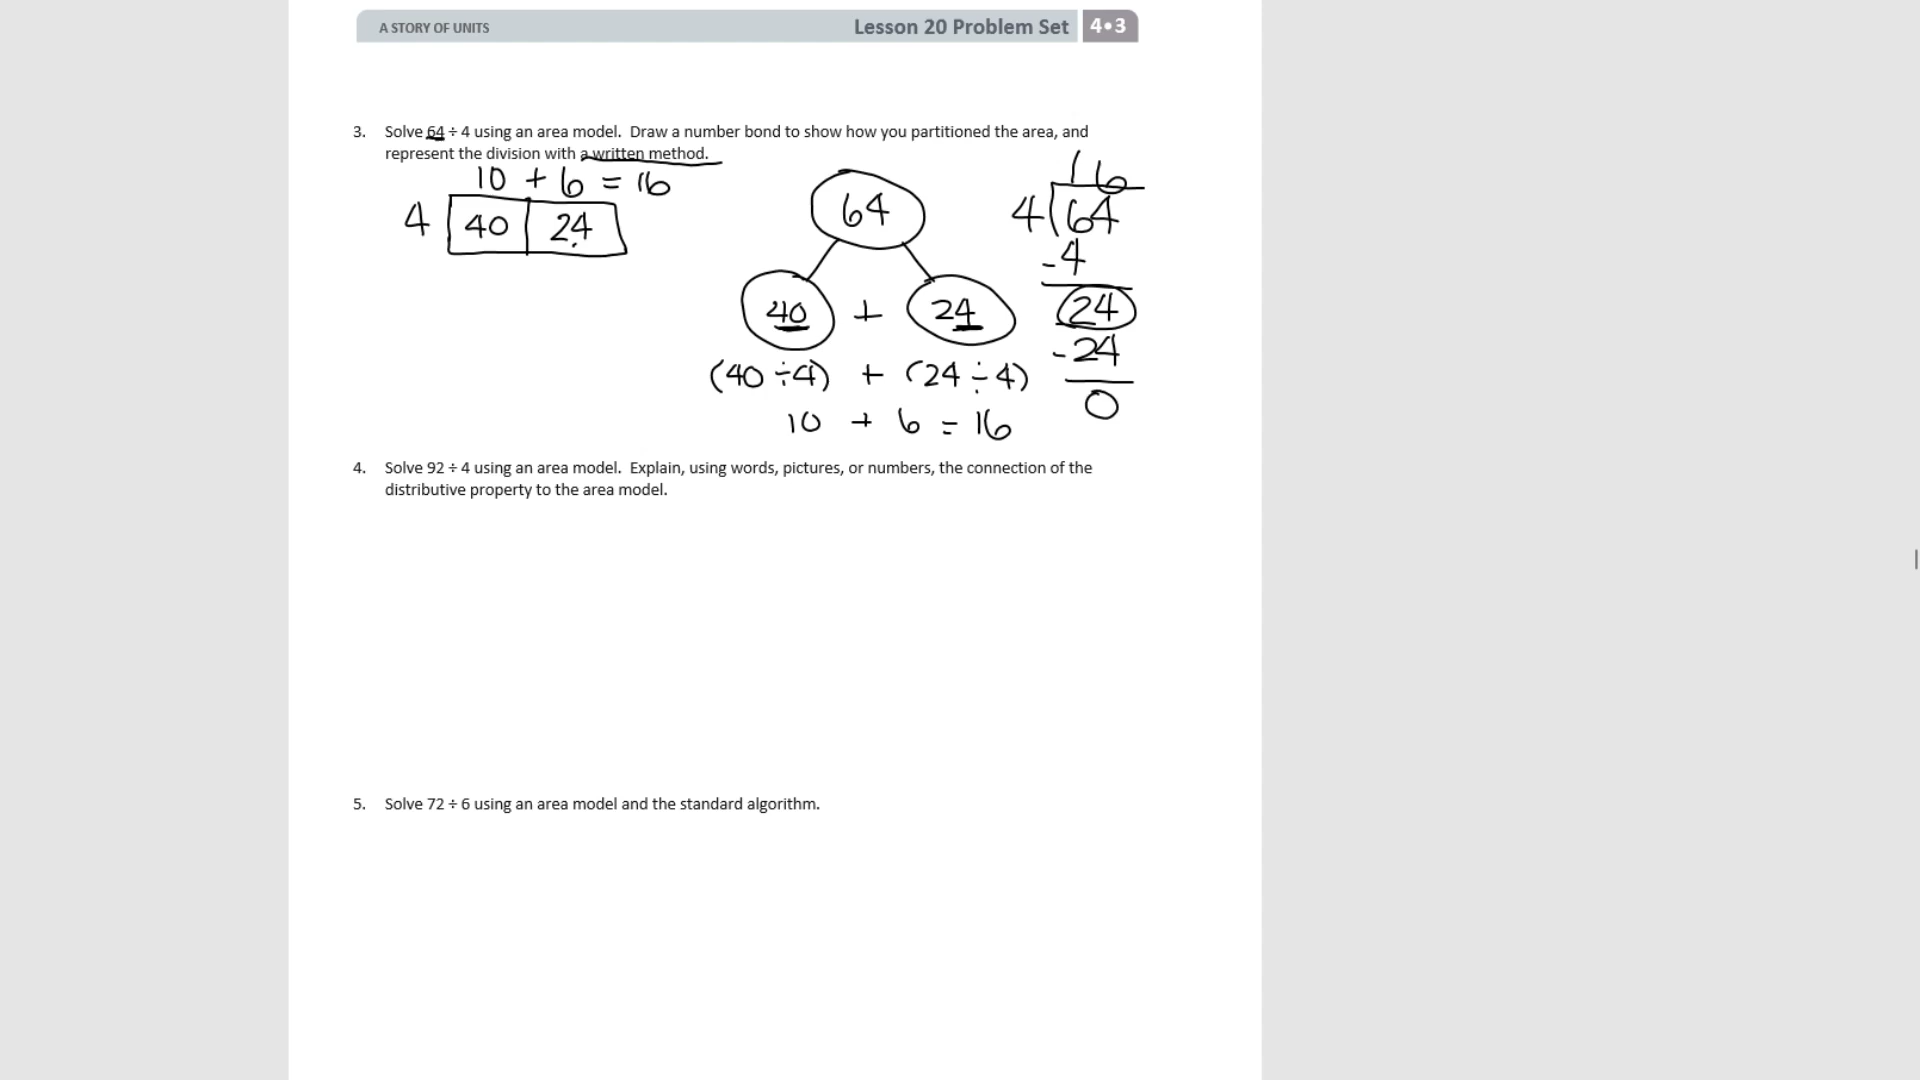 A STORY OF UNITS
Lesson 20 Problem Set 4•3
3. Solve 64 ÷ 4 using an area model. Draw a number bond to show how you partitioned the area, and
represent the division with a written method.
10 + 6 = 16
4 40 24
64
40 + 24
(40 ÷ 4) + (24 ÷ 4)
10 + 6 = 16
16
4 64
-4
24
-24
0
4. Solve 92 ÷ 4 using an area model. Explain, using words, pictures, or numbers, the connection of the
distributive property to the area model.
5. Solve 72 ÷ 6 using an area model and the standard algorithm.